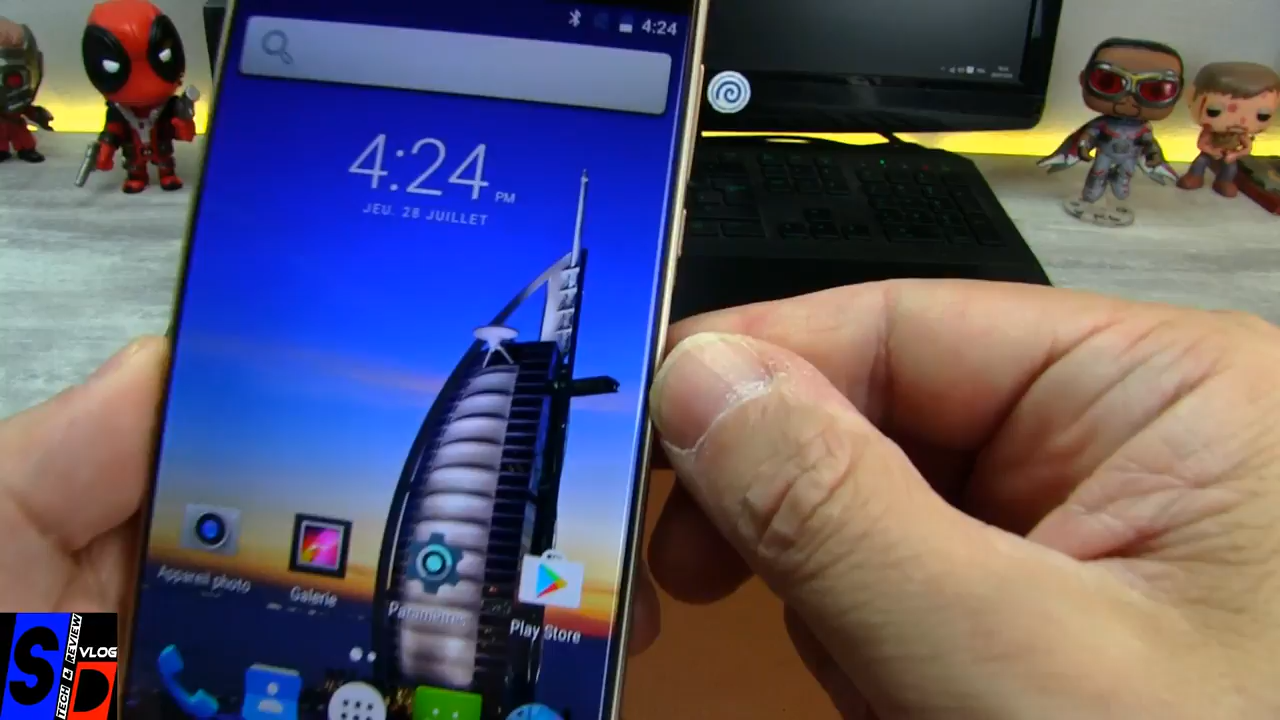 4:24
4:24 PM
JEU. 28 JUILLET
Appareil photo
Galerie
Paramètres
Play Store
S
TECH & REVIEW
VLOG
D